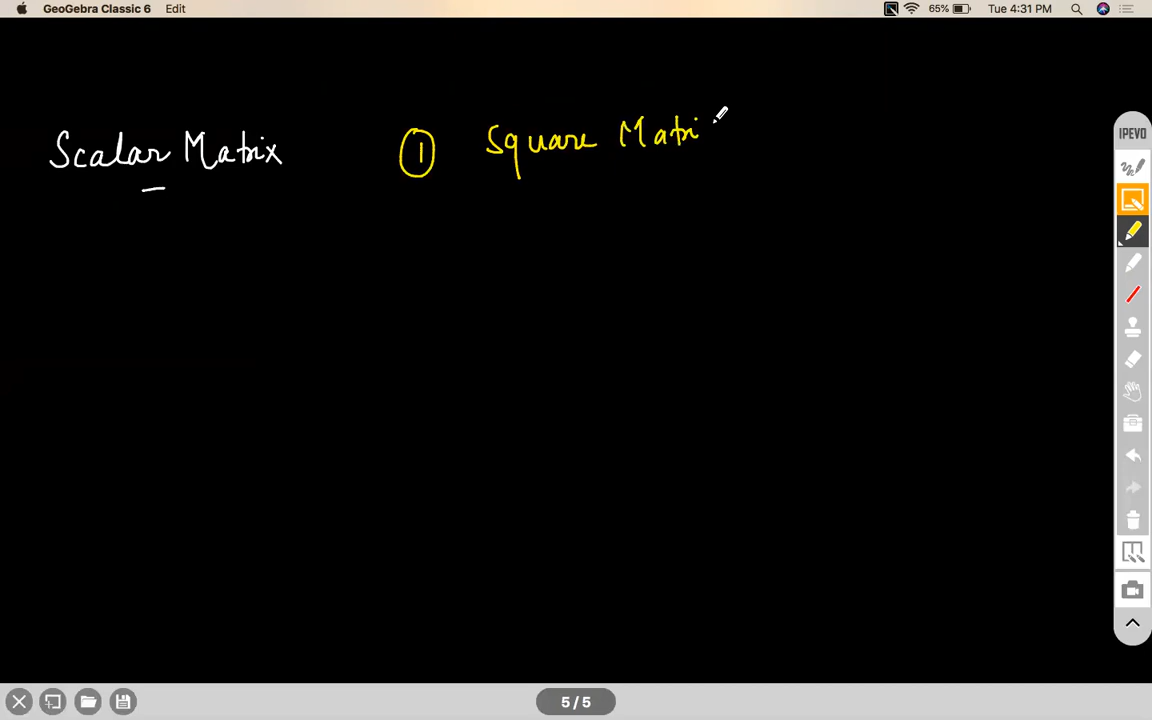 GeoGebra Classic 6 Edit 65% Tue 4:31 PM
Scalar Matrix
① Square Matri
IPEVO
5 / 5